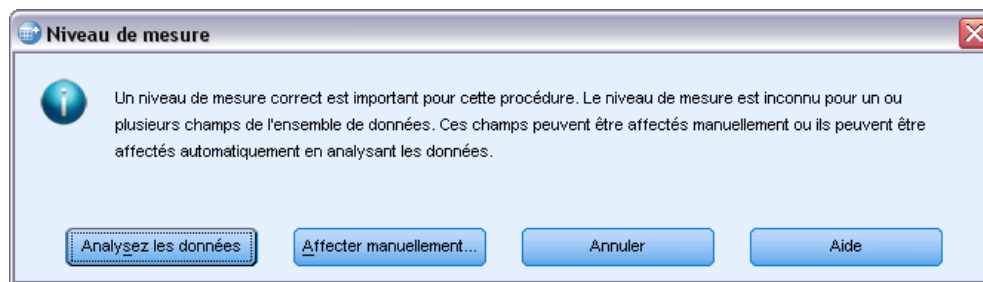 Niveau de mesure
Un niveau de mesure correct est important pour cette procédure. Le niveau de mesure est inconnu pour un ou
plusieurs champs de l'ensemble de données. Ces champs peuvent être affectés manuellement ou ils peuvent être
affectés automatiquement en analysant les données.
Analysez les données
Affecter manuellement...
Annuler
Aide